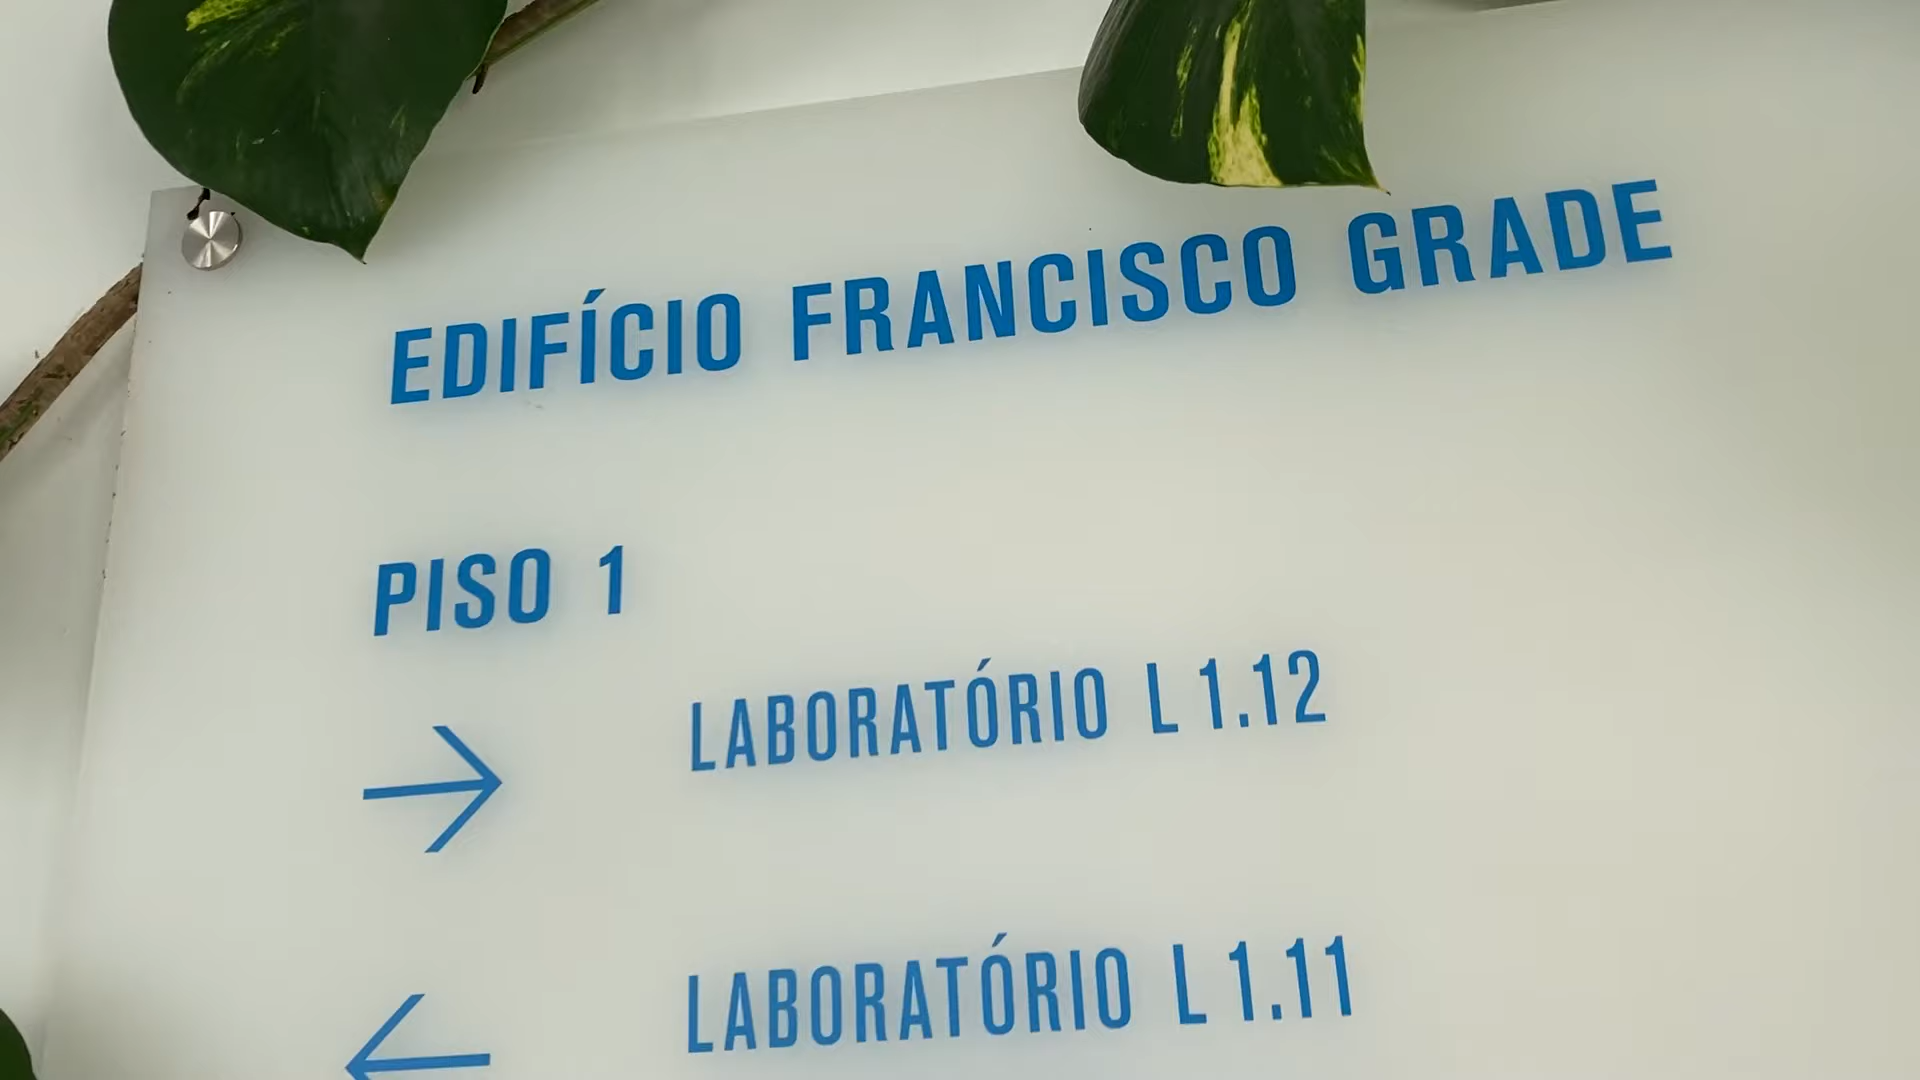 EDIFÍCIO FRANCISCO GRADE
PISO 1
→ LABORATÓRIO L 1.12
← LABORATÓRIO L 1.11